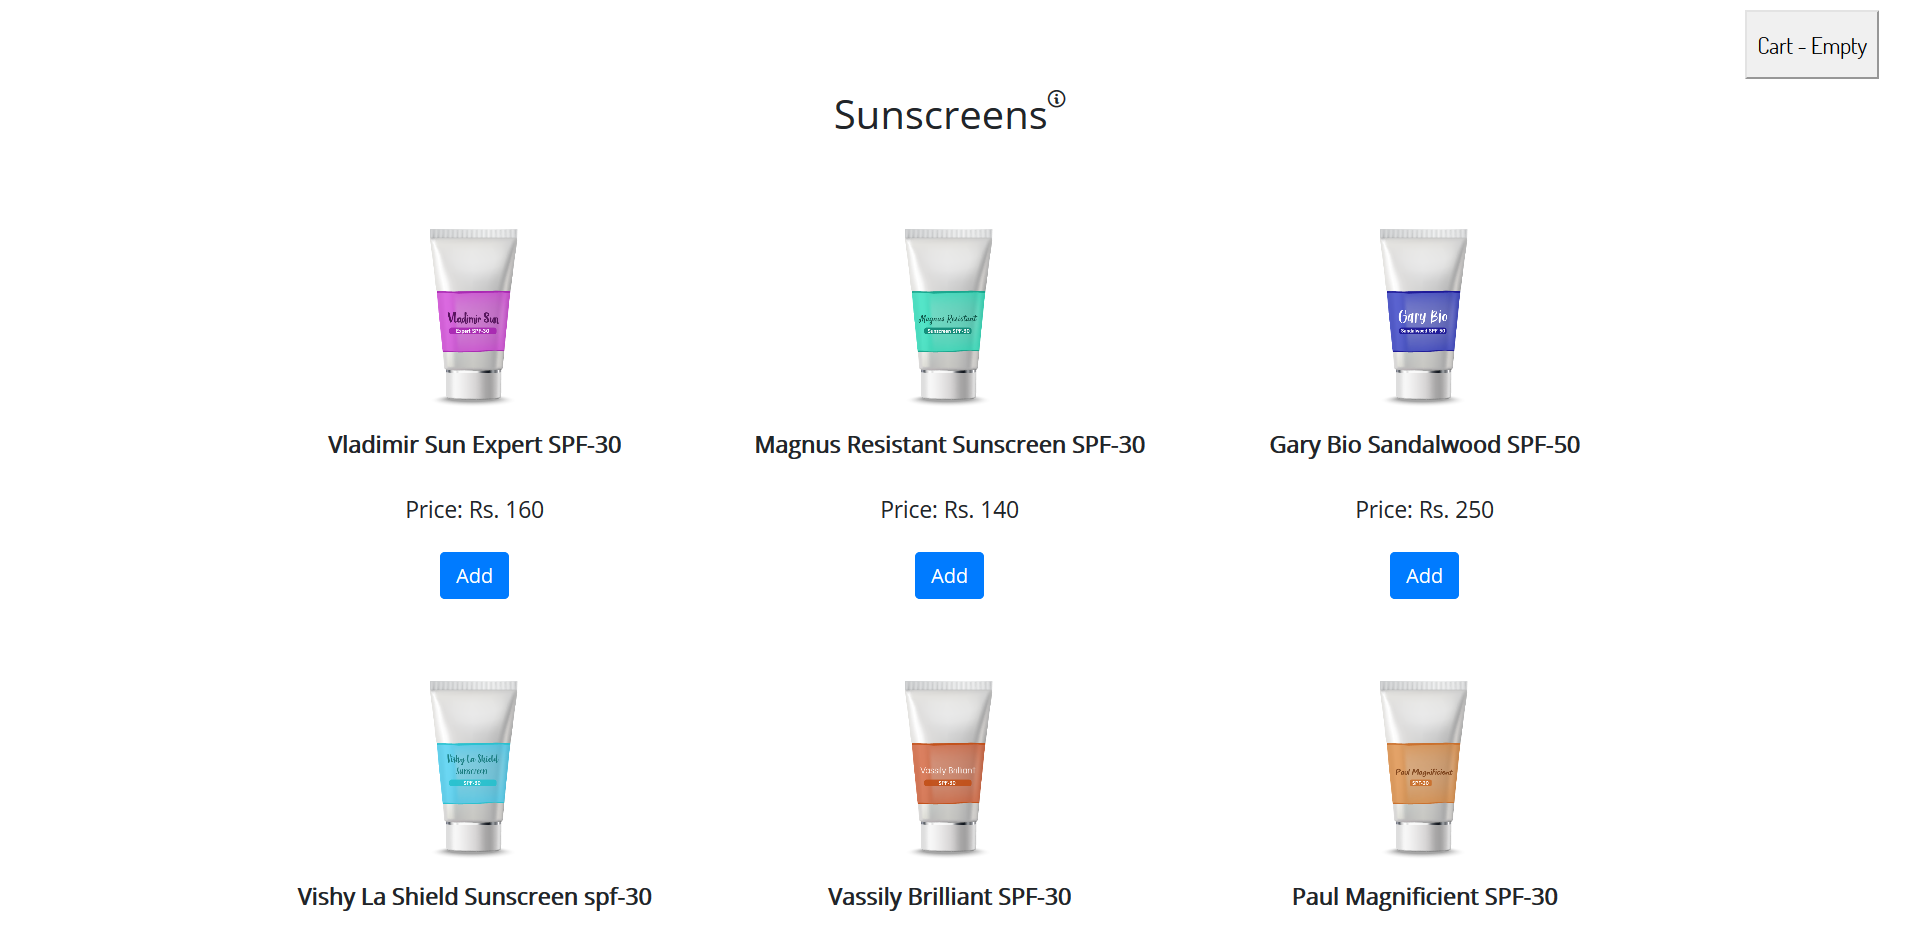 Cart - Empty
Sunscreens
Vladimir Sun
Expert SPF-30
Magnus Resistant
Sunscreen SPF-30
Gary Bio
Sandalwood SPF-50
Vladimir Sun Expert SPF-30
Magnus Resistant Sunscreen SPF-30
Gary Bio Sandalwood SPF-50
Price: Rs. 160
Price: Rs. 140
Price: Rs. 250
Add
Add
Add
Vishy La Shield
Sunscreen
SPF-30
Vassily Brilliant
SPF-30
Paul Magnificient
SPF-30
Vishy La Shield Sunscreen spf-30
Vassily Brilliant SPF-30
Paul Magnificient SPF-30